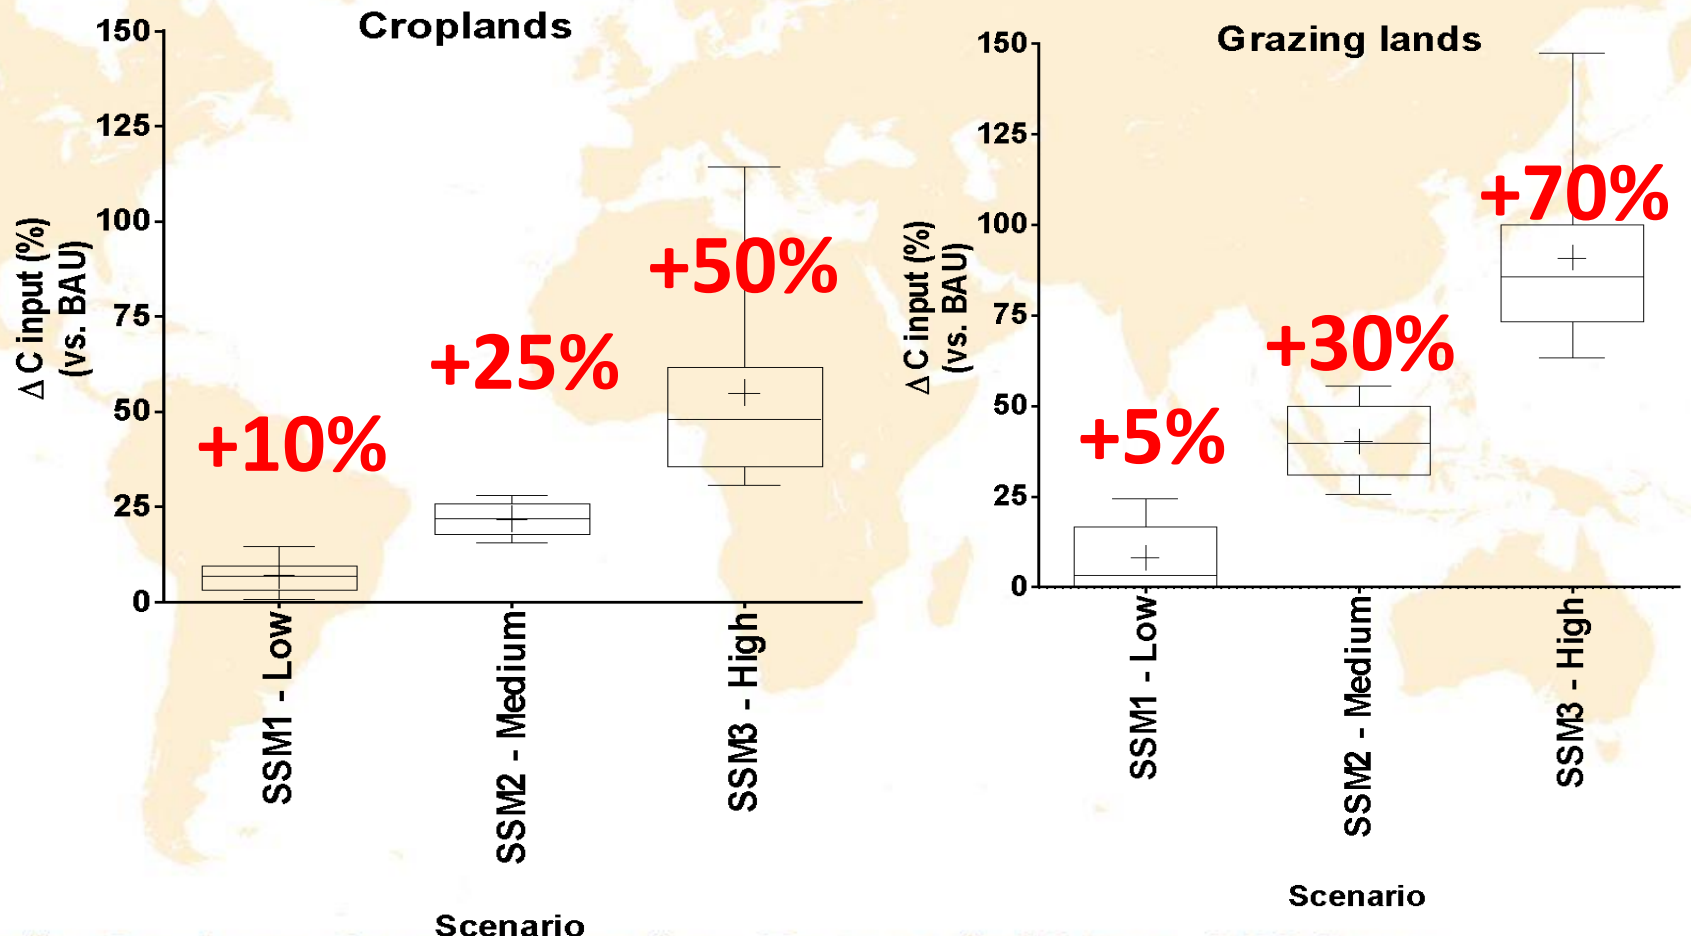 Croplands
150
125
100
75
50
25
0
Δ C input (%)
(vs. BAU)
+10%
+25%
+50%
SSM1 - Low
SSM2 - Medium
SSM3 - High
Scenario
Grazing lands
150
125
100
75
50
25
0
Δ C input (%)
(vs. BAU)
+5%
+30%
+70%
SSM1 - Low
SSM2 - Medium
SSM3 - High
Scenario